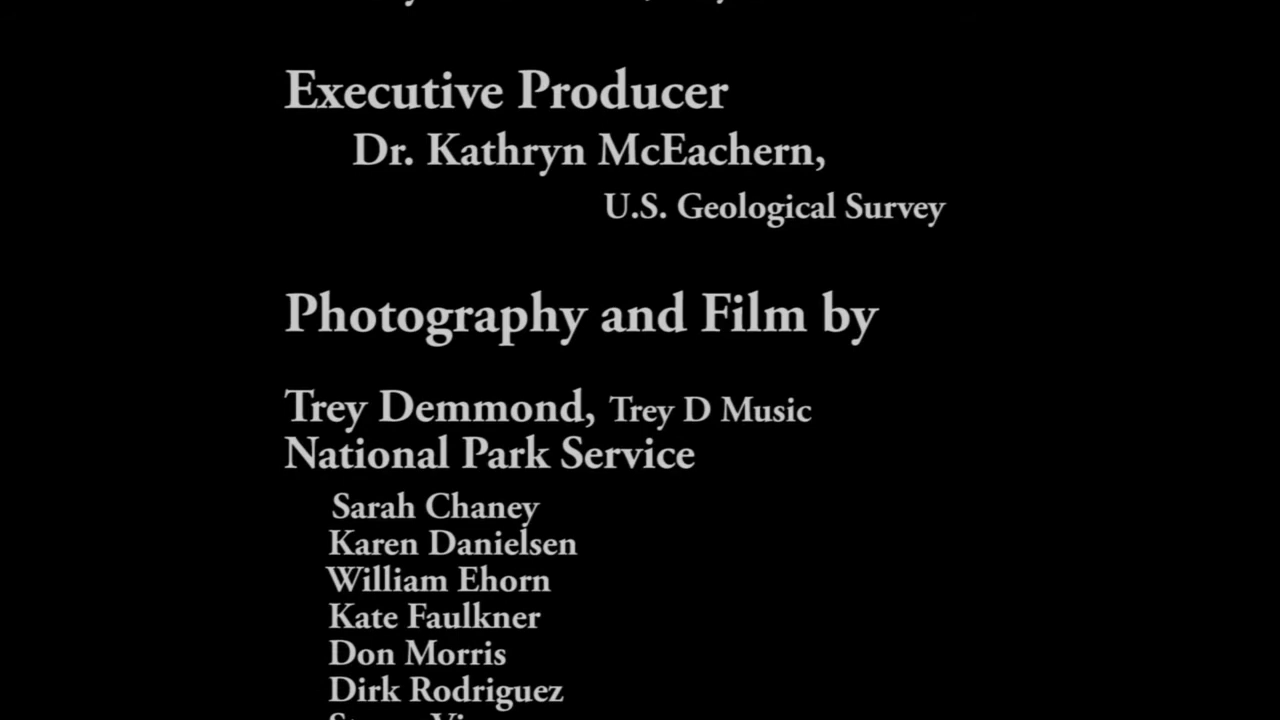 Executive Producer
Dr. Kathryn McEachern,
U.S. Geological Survey
Photography and Film by
Trey Demmond, Trey D Music
National Park Service
Sarah Chaney
Karen Danielsen
William Ehorn
Kate Faulkner
Don Morris
Dirk Rodriguez